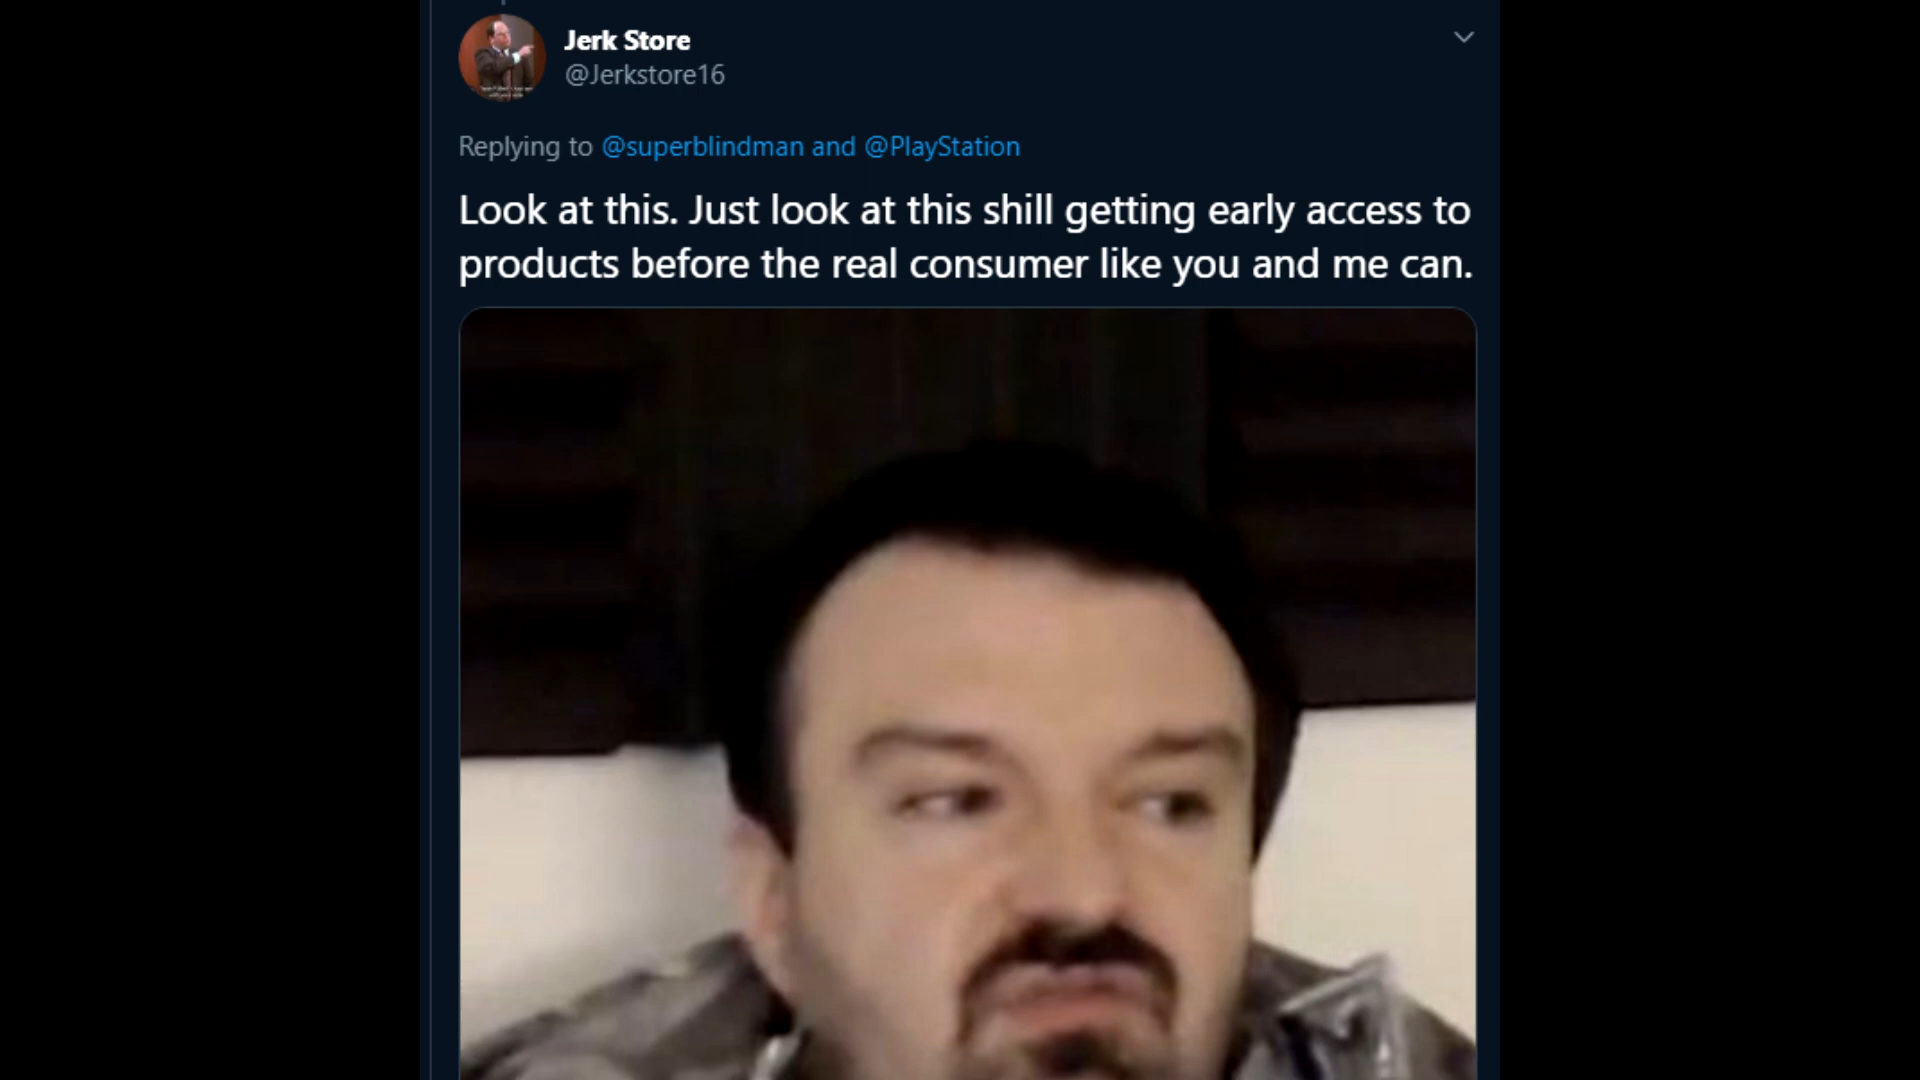 Jerk Store
@Jerkstore16
Replying to @superblindman and @PlayStation
Look at this. Just look at this shill getting early access to
products before the real consumer like you and me can.